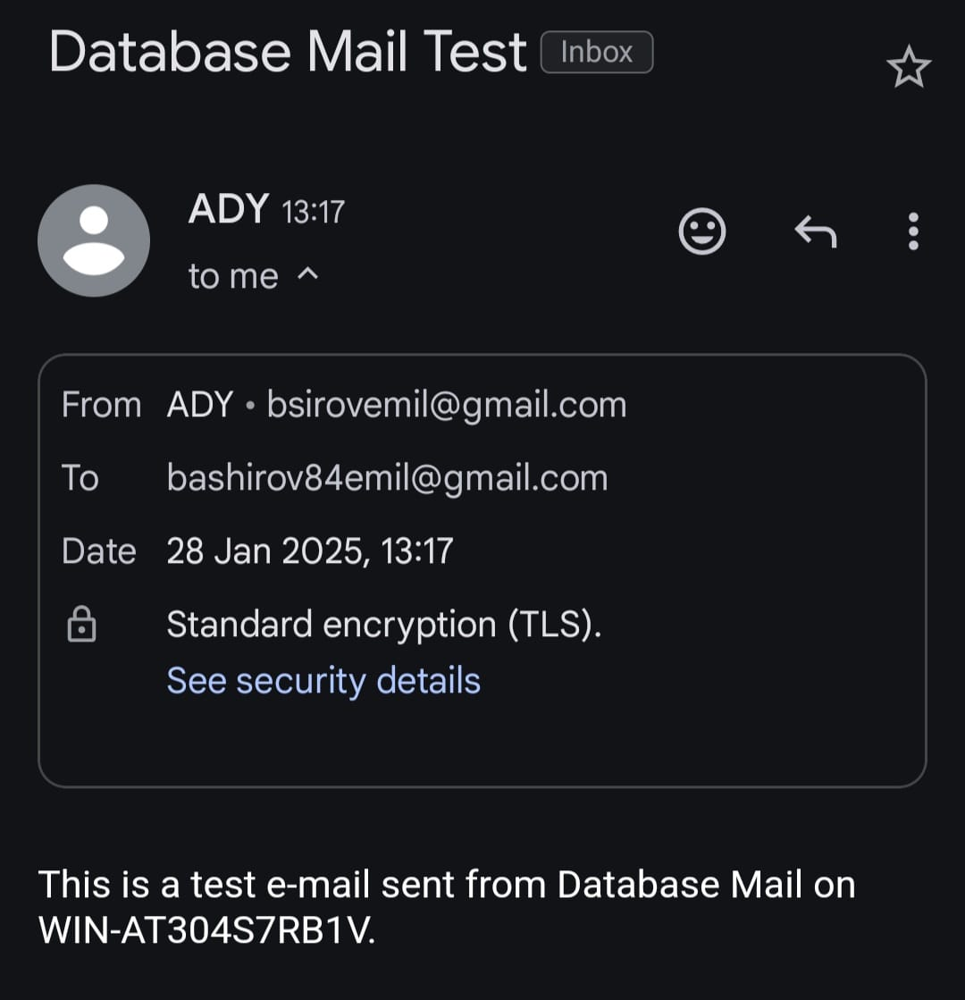 Database Mail Test Inbox
ADY 13:17
to me
From ADY • bsirovemil@gmail.com
To bashirov84emil@gmail.com
Date 28 Jan 2025, 13:17
Standard encryption (TLS).
See security details
This is a test e-mail sent from Database Mail on
WIN-AT304S7RB1V.